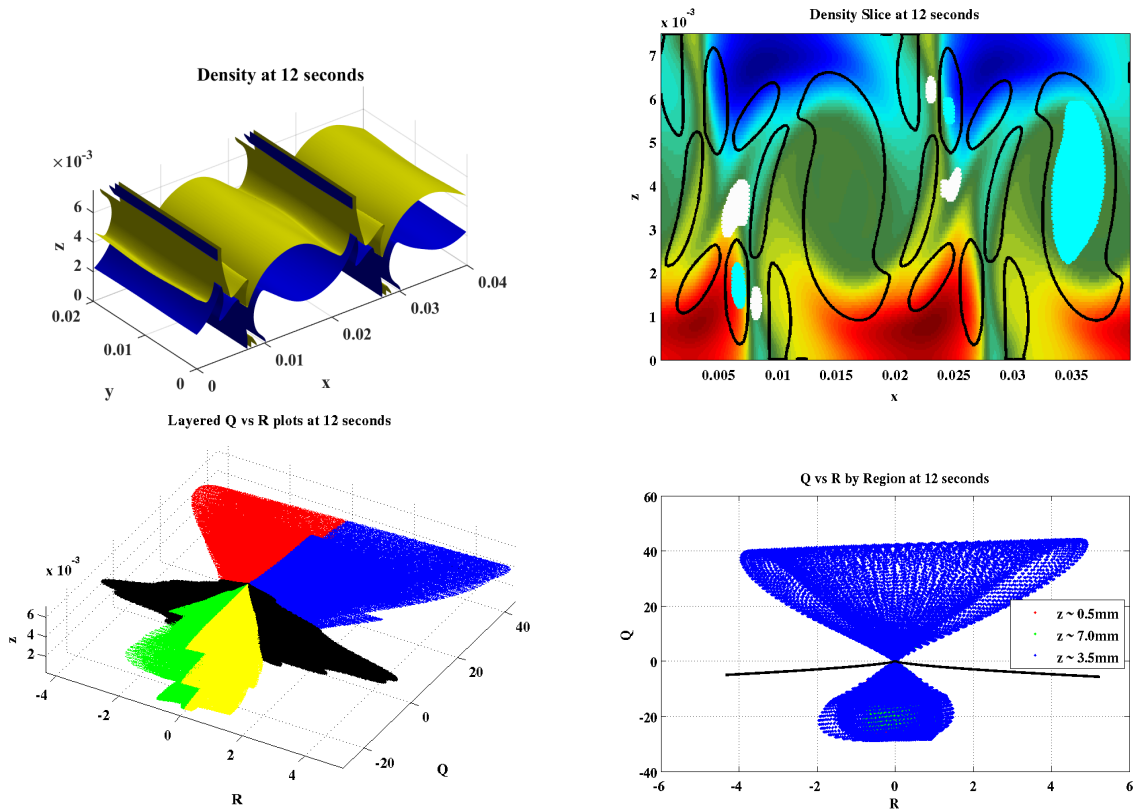 Density at 12 seconds
×10⁻³
6
4
2
0
z
0.02
0.01
0
y
0
0.01
0.02
0.03
0.04
x
Density Slice at 12 seconds
x 10⁻³
7
6
5
4
3
2
1
0
z
0.005
0.01
0.015
0.02
0.025
0.03
0.035
x
Layered Q vs R plots at 12 seconds
x 10⁻³
6
4
2
z
-4
-2
0
2
4
R
-20
0
20
40
Q
Q vs R by Region at 12 seconds
60
40
20
0
-20
-40
Q
z ~ 0.5mm
z ~ 7.0mm
z ~ 3.5mm
-6
-4
-2
0
2
4
6
R